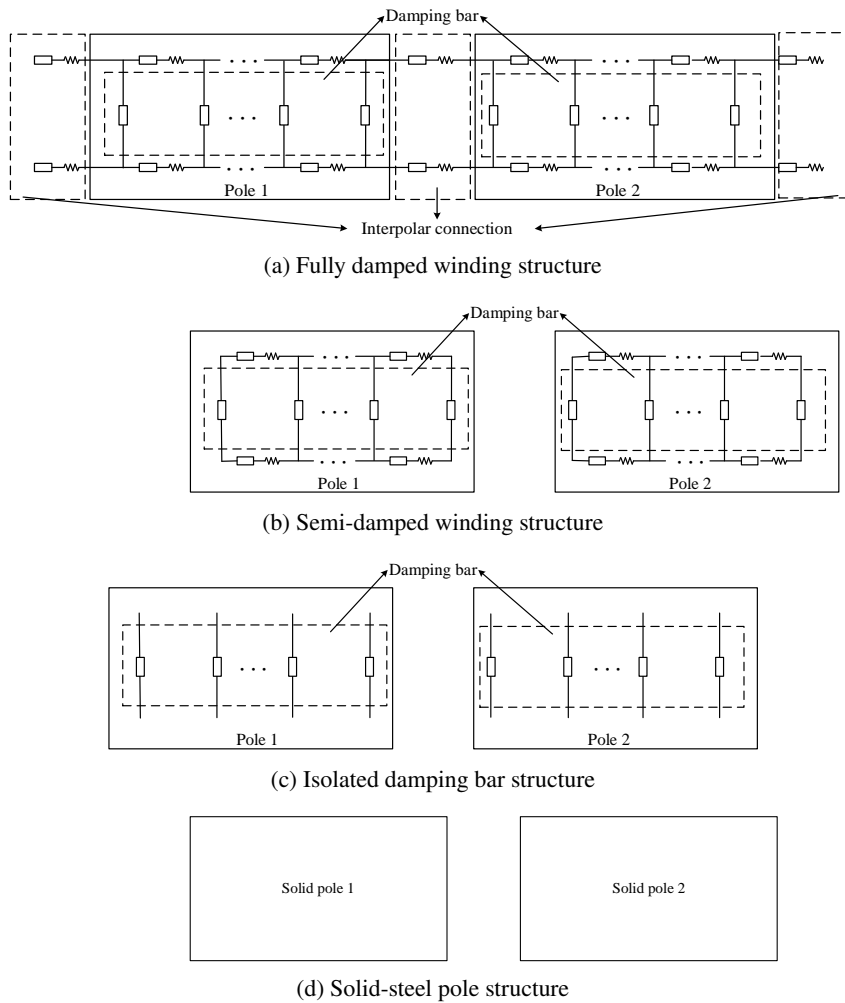 Damping bar
Pole 1
Pole 2
Interpolar connection
(a) Fully damped winding structure
Damping bar
Pole 1
Pole 2
(b) Semi-damped winding structure
Damping bar
Pole 1
Pole 2
(c) Isolated damping bar structure
Solid pole 1
Solid pole 2
(d) Solid-steel pole structure